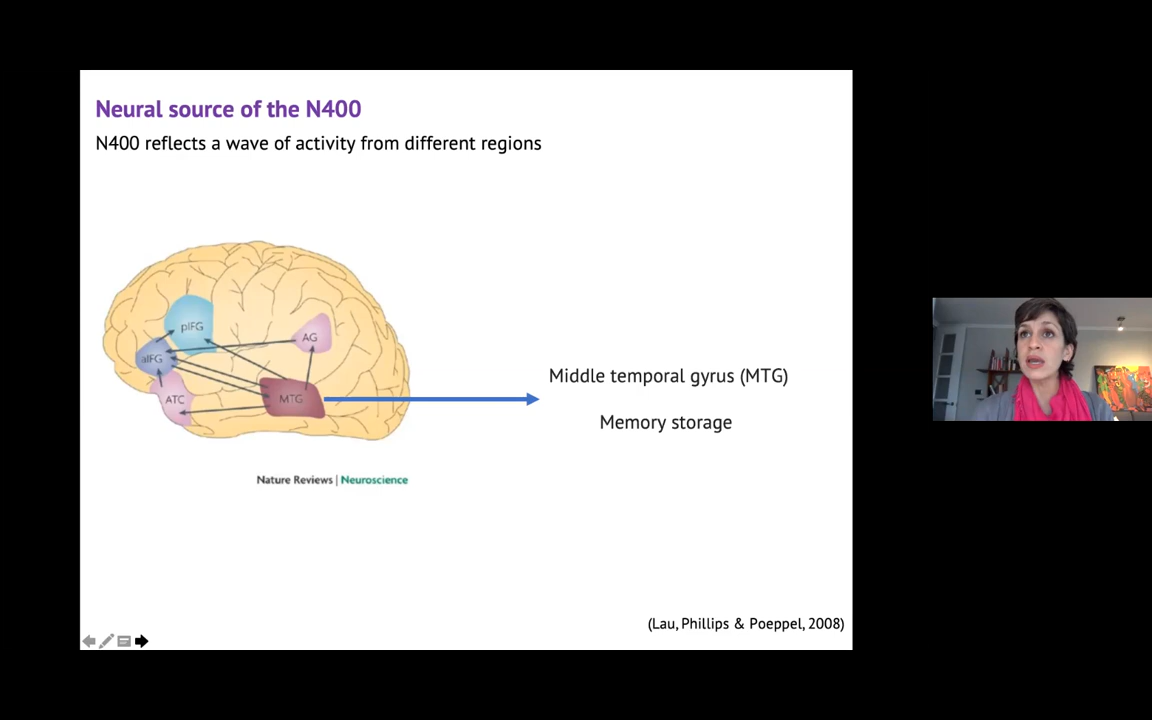 Neural source of the N400
N400 reflects a wave of activity from different regions
pIFG
AG
aIFG
ATC
MTG
Middle temporal gyrus (MTG)
Memory storage
Nature Reviews | Neuroscience
(Lau, Phillips & Poeppel, 2008)